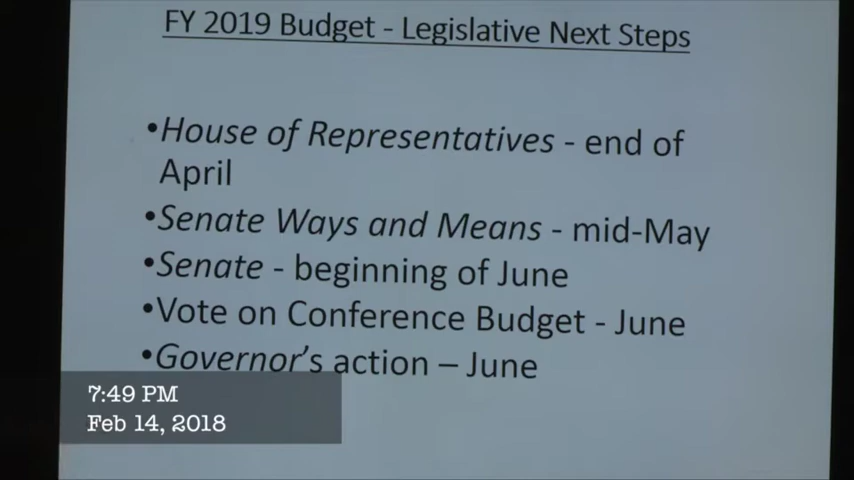 FY 2019 Budget - Legislative Next Steps
•House of Representatives - end of
April
•Senate Ways and Means - mid-May
•Senate - beginning of June
•Vote on Conference Budget - June
•Governor's action – June
7:49 PM
Feb 14, 2018